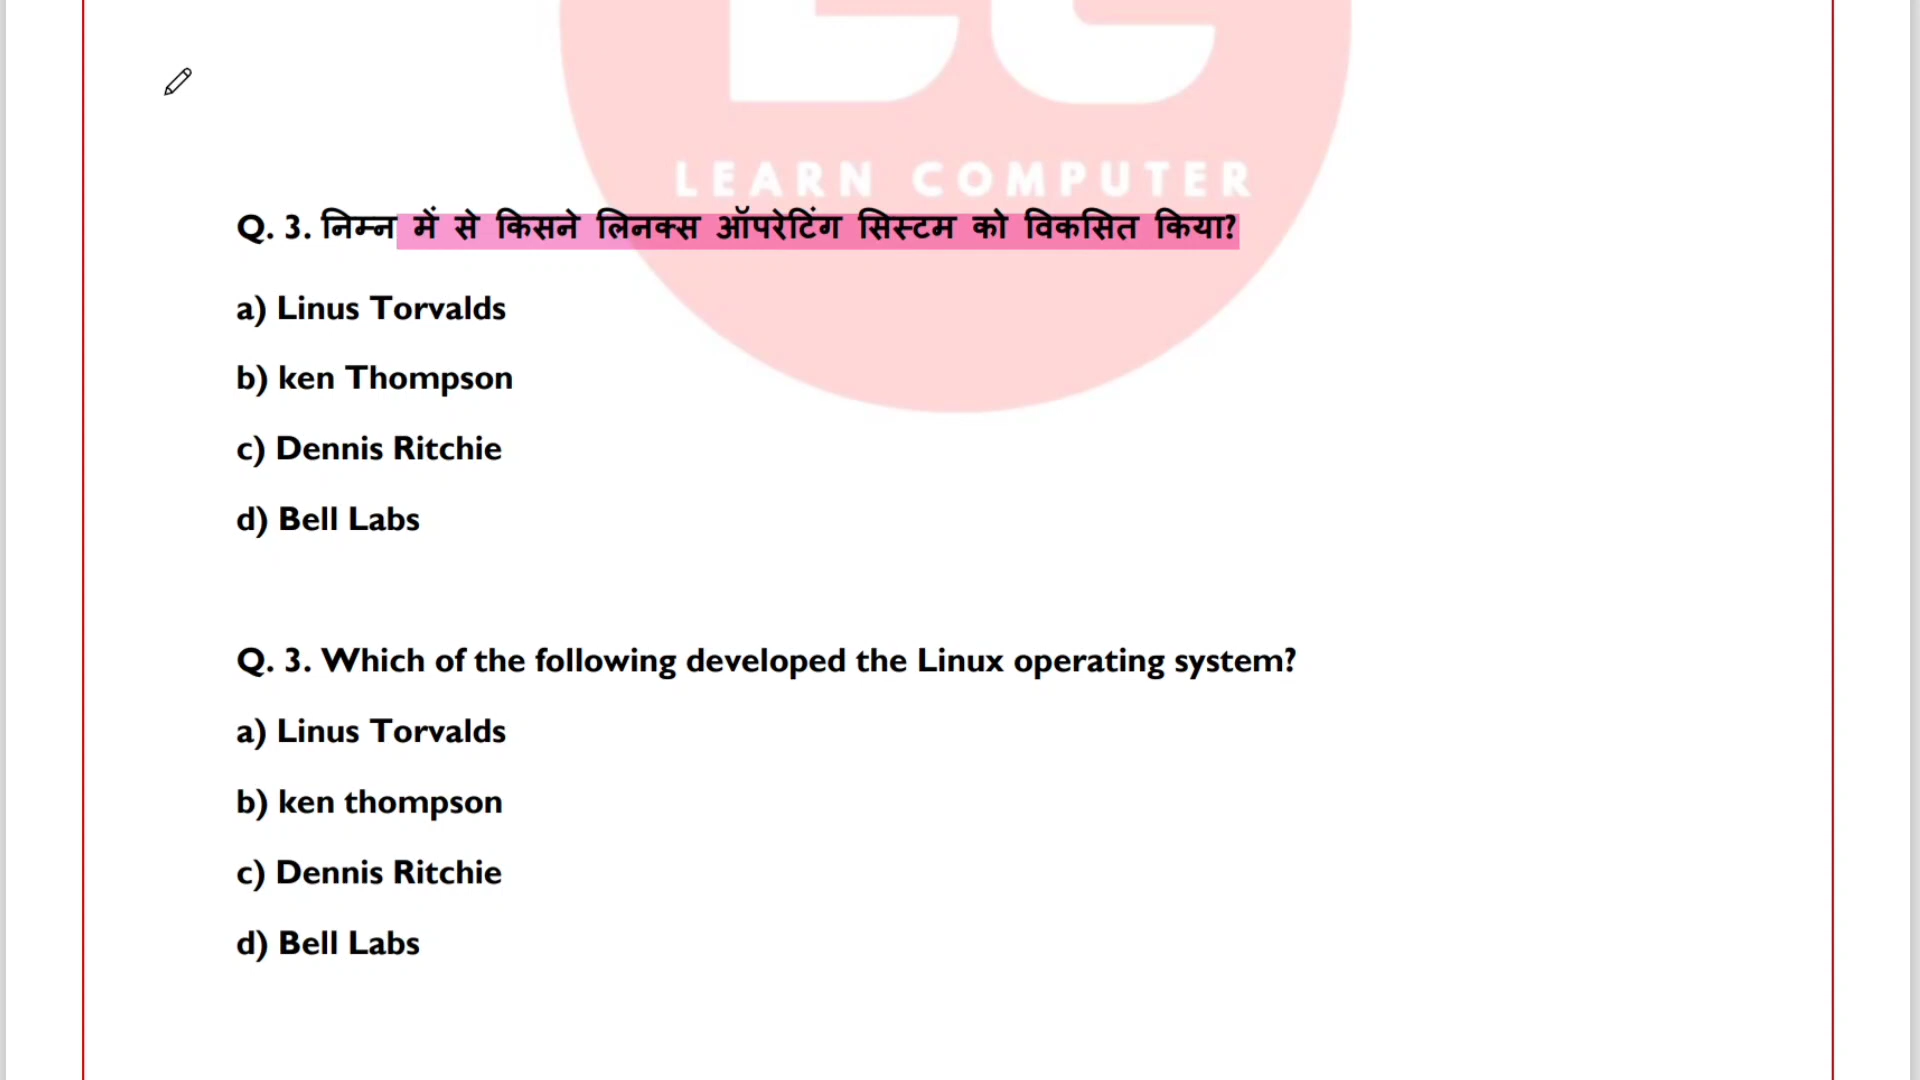 LEARN COMPUTER
Q. 3. निम्न में से किसने लिनक्स ऑपरेटिंग सिस्टम को विकसित किया?
a) Linus Torvalds
b) ken Thompson
c) Dennis Ritchie
d) Bell Labs
Q. 3. Which of the following developed the Linux operating system?
a) Linus Torvalds
b) ken thompson
c) Dennis Ritchie
d) Bell Labs